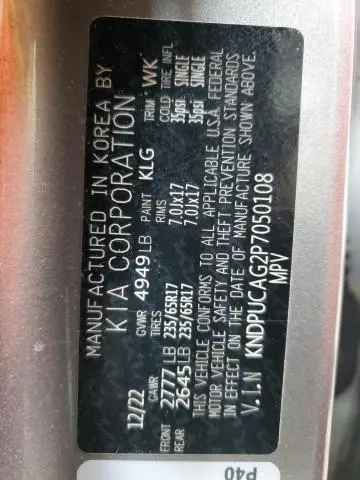 MANUFACTURED IN KOREA BY
KIA CORPORATION
12/22 GVWR 4949 LB PAINT KLG TRIM WK
GAWR TIRES RIMS COLD TIRE INFL
FRONT 2777 LB 235/65R17 7.0Jx17 35psi SINGLE
REAR 2645 LB 235/65R17 7.0Jx17 35psi SINGLE
THIS VEHICLE CONFORMS TO ALL APPLICABLE U.S.A. FEDERAL
MOTOR VEHICLE SAFETY AND THEFT PREVENTION STANDARDS
IN EFFECT ON THE DATE OF MANUFACTURE SHOWN ABOVE.
V.I.N KNDPUCAG2P7050108
MPV
P40